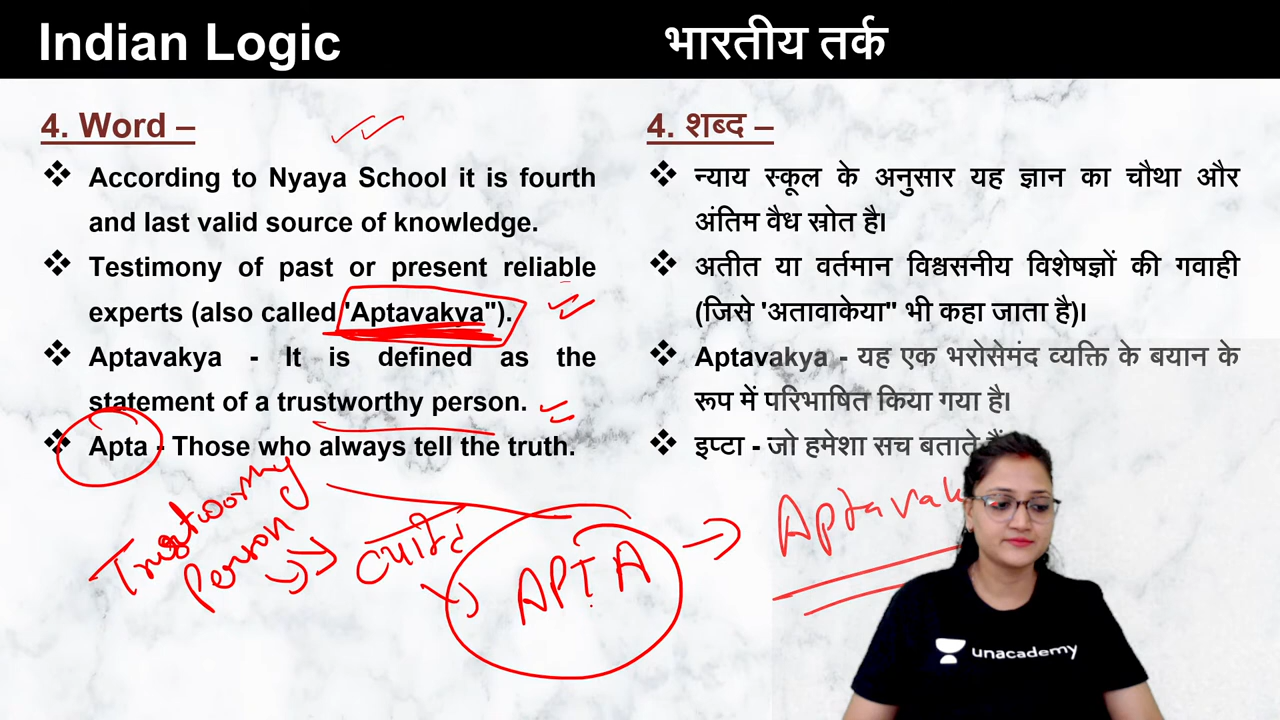 Indian Logic
भारतीय तर्क
4. Word –
❖ According to Nyaya School it is fourth
and last valid source of knowledge.
❖ Testimony of past or present reliable
experts (also called 'Aptavakya").
❖ Aptavakya - It is defined as the
statement of a trustworthy person.
❖ Apta - Those who always tell the truth.
4. शब्द –
❖ न्याय स्कूल के अनुसार यह ज्ञान का चौथा और
अंतिम वैध स्रोत है।
❖ अतीत या वर्तमान विश्वसनीय विशेषज्ञों की गवाही
(जिसे 'अतावाकेया" भी कहा जाता है)।
❖ Aptavakya - यह एक भरोसेमंद व्यक्ति के बयान के
रूप में परिभाषित किया गया है।
❖ इप्टा - जो हमेशा सच बताते हैं
Trustworthy
Person
APTA
Aptavak
unacademy